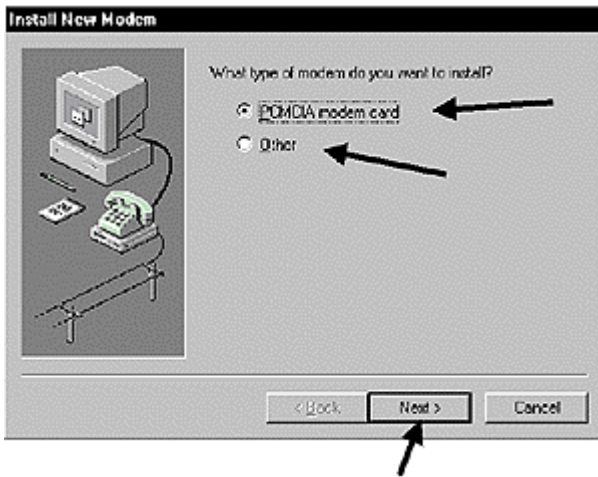 Install New Modem
What type of modem do you want to install?
PCMCIA modem card
Other
< Back
Next >
Cancel